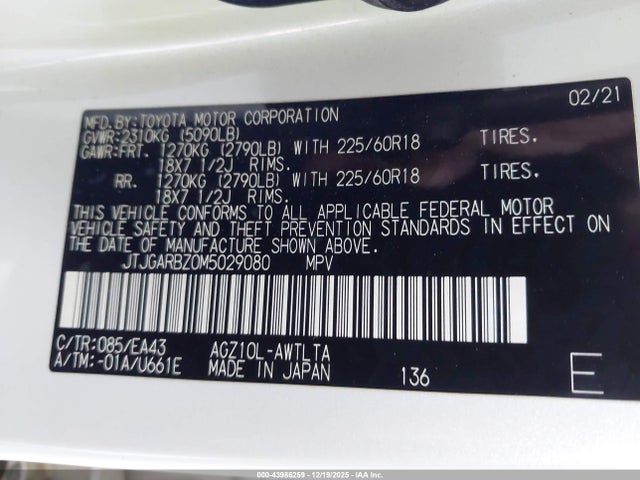 02/21
MFD.BY:TOYOTA MOTOR CORPORATION
GVWR:2310KG (5090LB)
GAWR:FRT. 1270KG (2790LB) WITH 225/60R18 TIRES.
18X7 1/2J RIMS.
RR. 1270KG (2790LB) WITH 225/60R18 TIRES.
18X7 1/2J RIMS.
THIS VEHICLE CONFORMS TO ALL APPLICABLE FEDERAL MOTOR
VEHICLE SAFETY AND THEFT PREVENTION STANDARDS IN EFFECT ON
THE DATE OF MANUFACTURE SHOWN ABOVE.
JTJGARBZ0M5029080 MPV
C/TR:085/EA43 AGZ10L-AWTLTA
A/TM:-01A/U661E MADE IN JAPAN 136 E
000-43986259 - 12/19/2025 - IAAI Inc.